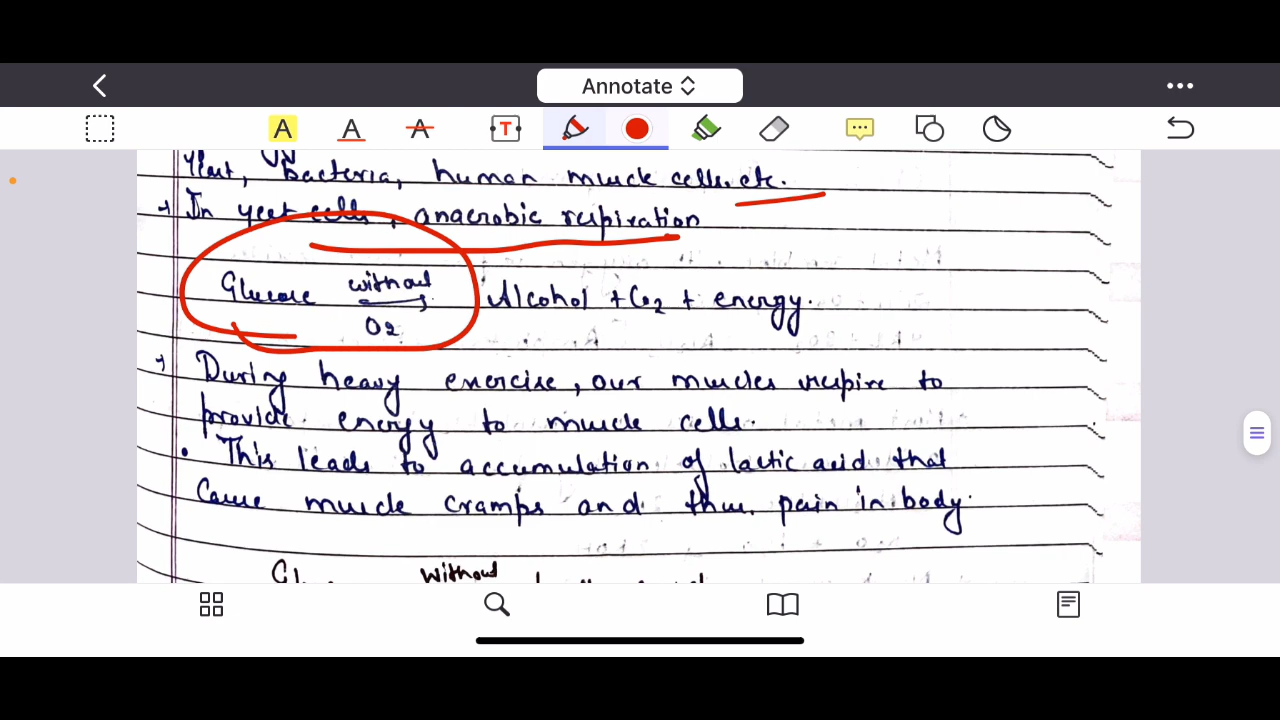 Annotate
A A A T
bacteria, human muscle cells. etc.
→ In yeet cells, anaerobic respiration
Glucose without O2 → Alcohol + Co2 + energy.
→ During heavy exercise, our muscles respire to
provide energy to muscle cells.
• This leads to accumulation of lactic acid that
Cause muscle cramps and thus pain in body.
without